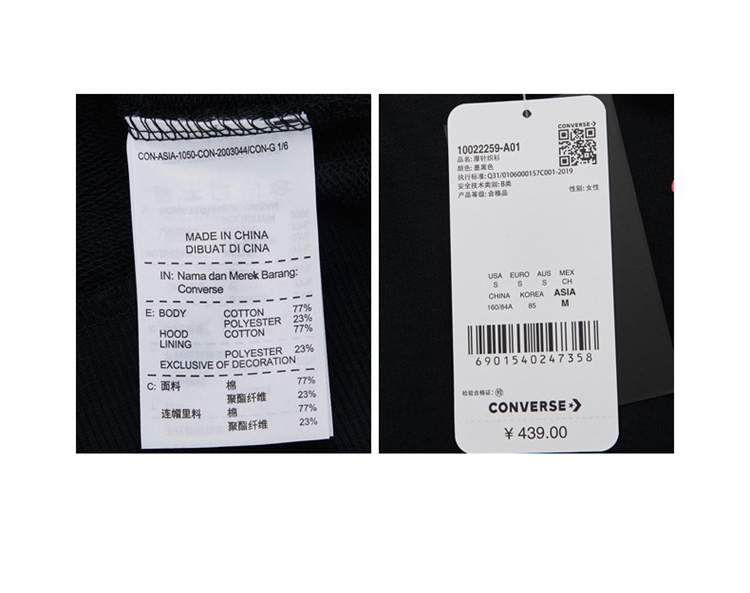 CON-ASIA-1050-CON-2003044/CON-G 1/6
MADE IN CHINA
DIBUAT DI CINA
IN: Nama dan Merek Barang:
Converse
E: BODY COTTON 77%
POLYESTER 23%
HOOD COTTON 77%
LINING
POLYESTER 23%
EXCLUSIVE OF DECORATION
C: 面料 棉 77%
聚酯纤维 23%
连帽里料 棉 77%
聚酯纤维 23%
CONVERSE
10022259-A01
品名: 厚针织衫
颜色: 墨黑色
执行标准: Q31/0106000157C001-2019
安全技术类别: B类
产品等级: 合格品 性别: 女性
USA EURO AUS MEX
S S S CH
CHINA KOREA ASIA
160/84A 85 M
6901540247358
检验合格证:
CONVERSE
¥ 439.00